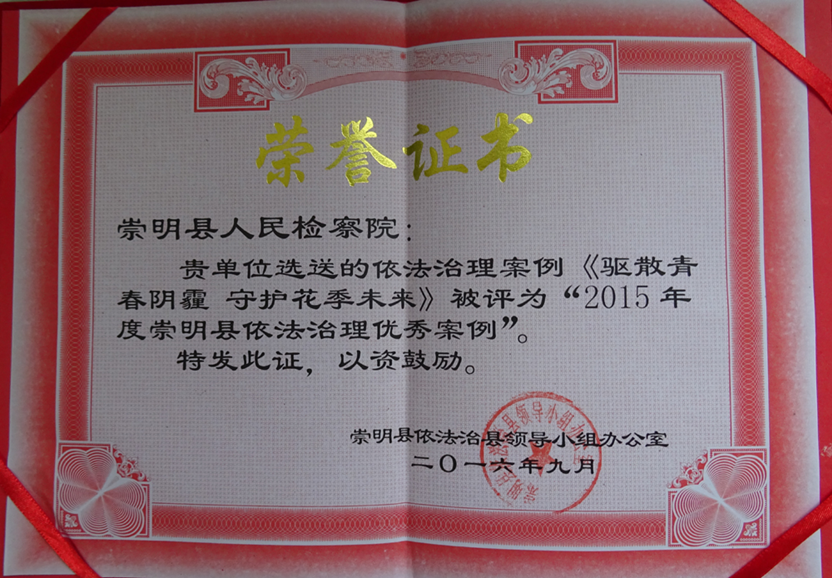 荣誉证书
崇明县人民检察院：
贵单位选送的依法治理案例《驱散青
春阴霾 守护花季未来》被评为“2015年
度崇明县依法治理优秀案例”。
特发此证，以资鼓励。
崇明县依法治县领导小组办公室
二〇一六年九月